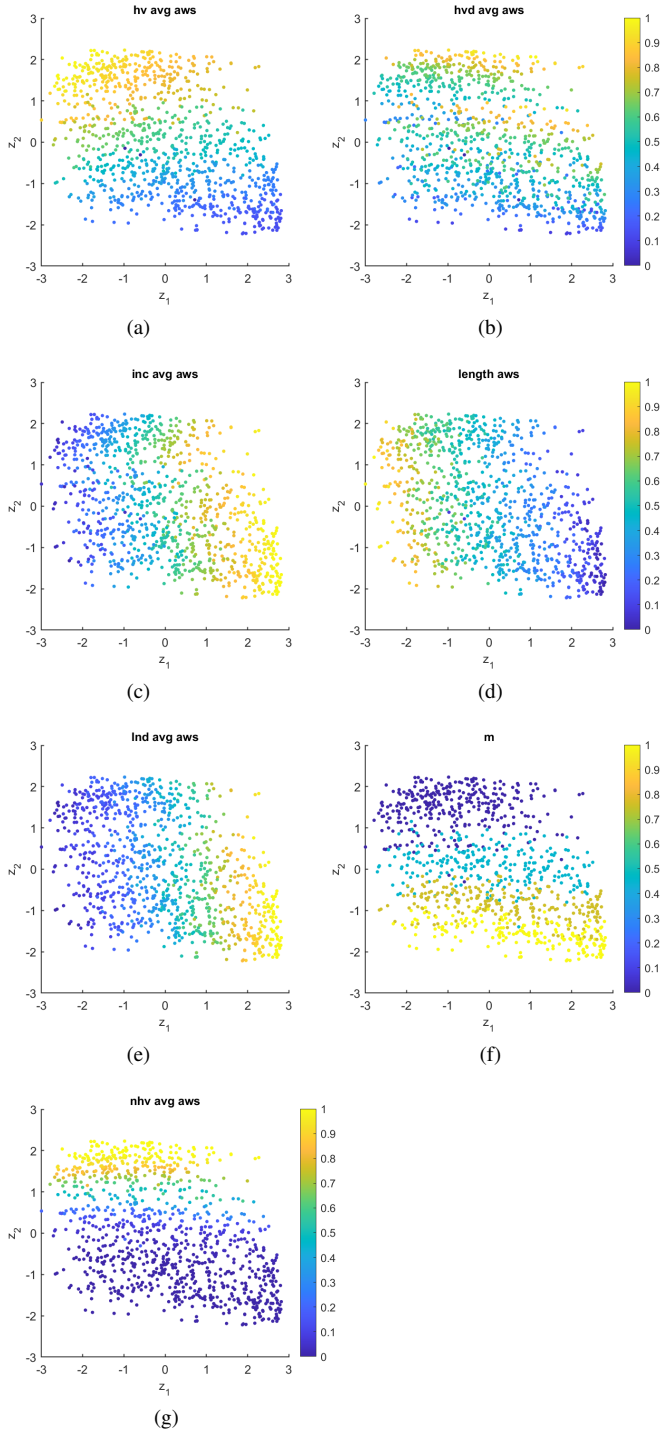 hv avg aws
hvd avg aws
3
2
1
0
-1
-2
-3
z2
-3 -2 -1 0 1 2 3
z1
3
2
1
0
-1
-2
-3
z2
-3 -2 -1 0 1 2 3
z1
1
0.9
0.8
0.7
0.6
0.5
0.4
0.3
0.2
0.1
0
(a)
(b)
inc avg aws
length aws
3
2
1
0
-1
-2
-3
z2
-3 -2 -1 0 1 2 3
z1
3
2
1
0
-1
-2
-3
z2
-3 -2 -1 0 1 2 3
z1
1
0.9
0.8
0.7
0.6
0.5
0.4
0.3
0.2
0.1
0
(c)
(d)
lnd avg aws
m
3
2
1
0
-1
-2
-3
z2
-3 -2 -1 0 1 2 3
z1
3
2
1
0
-1
-2
-3
z2
-3 -2 -1 0 1 2 3
z1
1
0.9
0.8
0.7
0.6
0.5
0.4
0.3
0.2
0.1
0
(e)
(f)
nhv avg aws
3
2
1
0
-1
-2
-3
z2
-3 -2 -1 0 1 2 3
z1
1
0.9
0.8
0.7
0.6
0.5
0.4
0.3
0.2
0.1
0
(g)